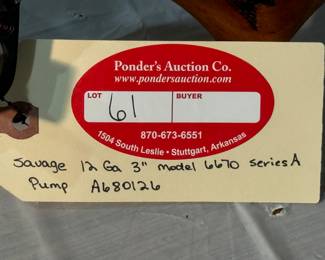 Ponder's Auction Co.
www.pondersauction.com
LOT
BUYER
61
870-673-6551
1504 South Leslie • Stuttgart, Arkansas
Savage 12 Ga 3" model 6670 Series A
Pump A680126